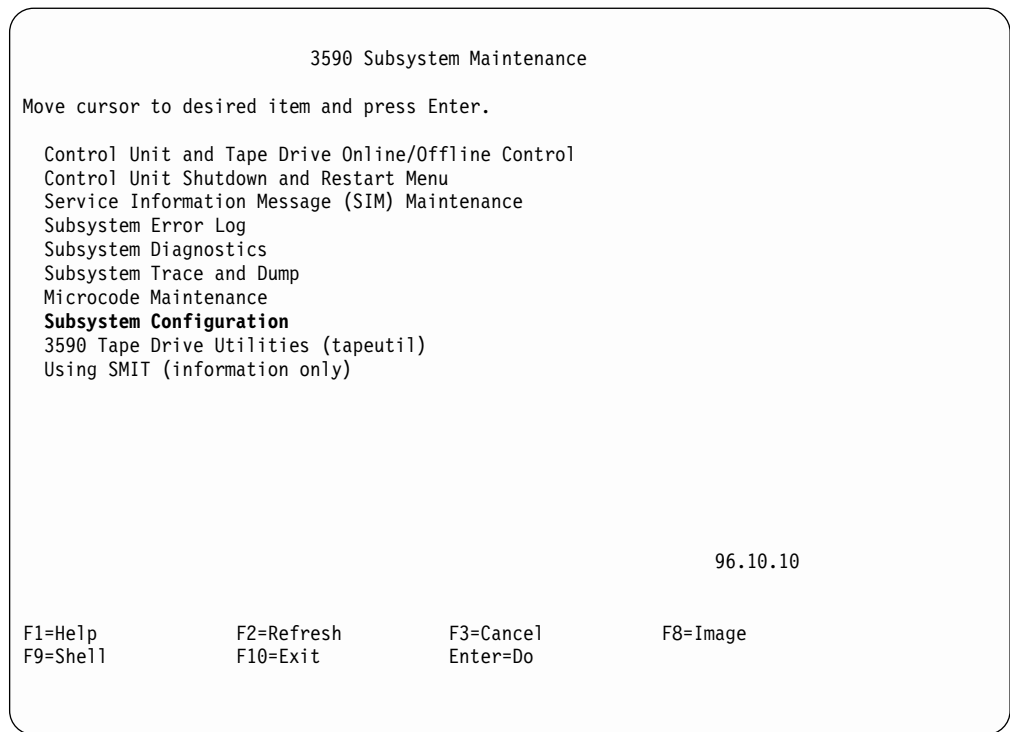 3590 Subsystem Maintenance
Move cursor to desired item and press Enter.
Control Unit and Tape Drive Online/Offline Control
Control Unit Shutdown and Restart Menu
Service Information Message (SIM) Maintenance
Subsystem Error Log
Subsystem Diagnostics
Subsystem Trace and Dump
Microcode Maintenance
Subsystem Configuration
3590 Tape Drive Utilities (tapeutil)
Using SMIT (information only)
96.10.10
F1=Help F2=Refresh F3=Cancel F8=Image
F9=Shell F10=Exit Enter=Do